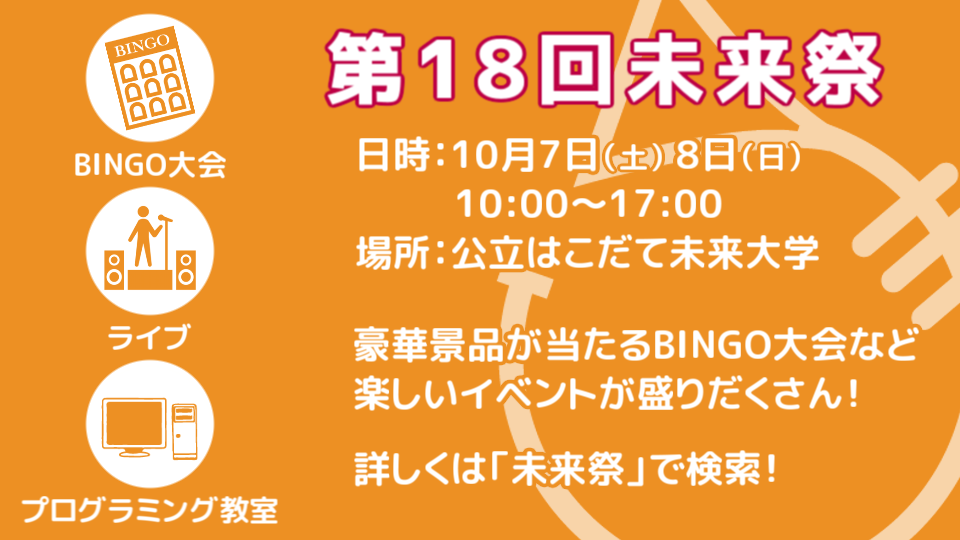 BINGO
BINGO大会
ライブ
プログラミング教室
第18回未来祭
日時：10月7日（土）8日（日）
10：00〜17：00
場所：公立はこだて未来大学
豪華景品が当たるBINGO大会など
楽しいイベントが盛りだくさん！
詳しくは「未来祭」で検索！